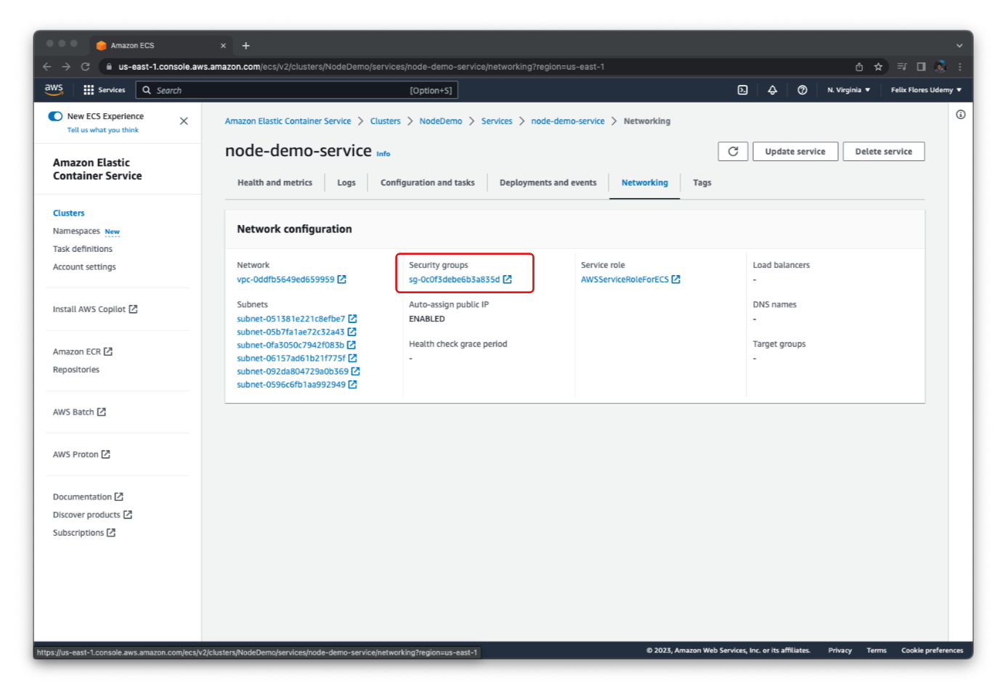 Amazon ECS
us-east-1.console.aws.amazon.com/ecs/v2/clusters/NodeDemo/services/node-demo-service/networking?region=us-east-1
aws
Services
Search
[Option+S]
N. Virginia
Felix Flores Udemy
New ECS Experience
Tell us what you think
Amazon Elastic
Container Service
Clusters
Namespaces New
Task definitions
Account settings
Install AWS Copilot
Amazon ECR
Repositories
AWS Batch
AWS Proton
Documentation
Discover products
Subscriptions
Amazon Elastic Container Service > Clusters > NodeDemo > Services > node-demo-service > Networking
node-demo-service Info
Update service
Delete service
Health and metrics
Logs
Configuration and tasks
Deployments and events
Networking
Tags
Network configuration
Network
vpc-0ddfb5649ed659959
Subnets
subnet-051381e221c8efbe7
subnet-05b7fa1ae72c32a43
subnet-0fa3050c7942f083b
subnet-06157ad61b21f775f
subnet-092da804729a0b369
subnet-0596c6fb1aa992949
Security groups
sg-0c0f3debe6b3a835d
Auto-assign public IP
ENABLED
Health check grace period
-
Service role
AWSServiceRoleForECS
Load balancers
-
DNS names
-
Target groups
-
https://us-east-1.console.aws.amazon.com/ecs/v2/clusters/NodeDemo/services/node-demo-service/networking?region=us-east-1
© 2023, Amazon Web Services, Inc. or its affiliates.
Privacy
Terms
Cookie preferences